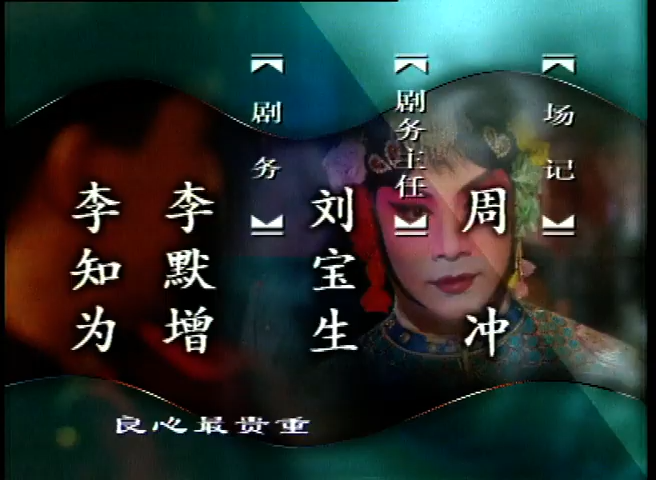 【场记】
周冲
【剧务主任】
刘宝生
【剧务】
李默增
李知为
良心最贵重